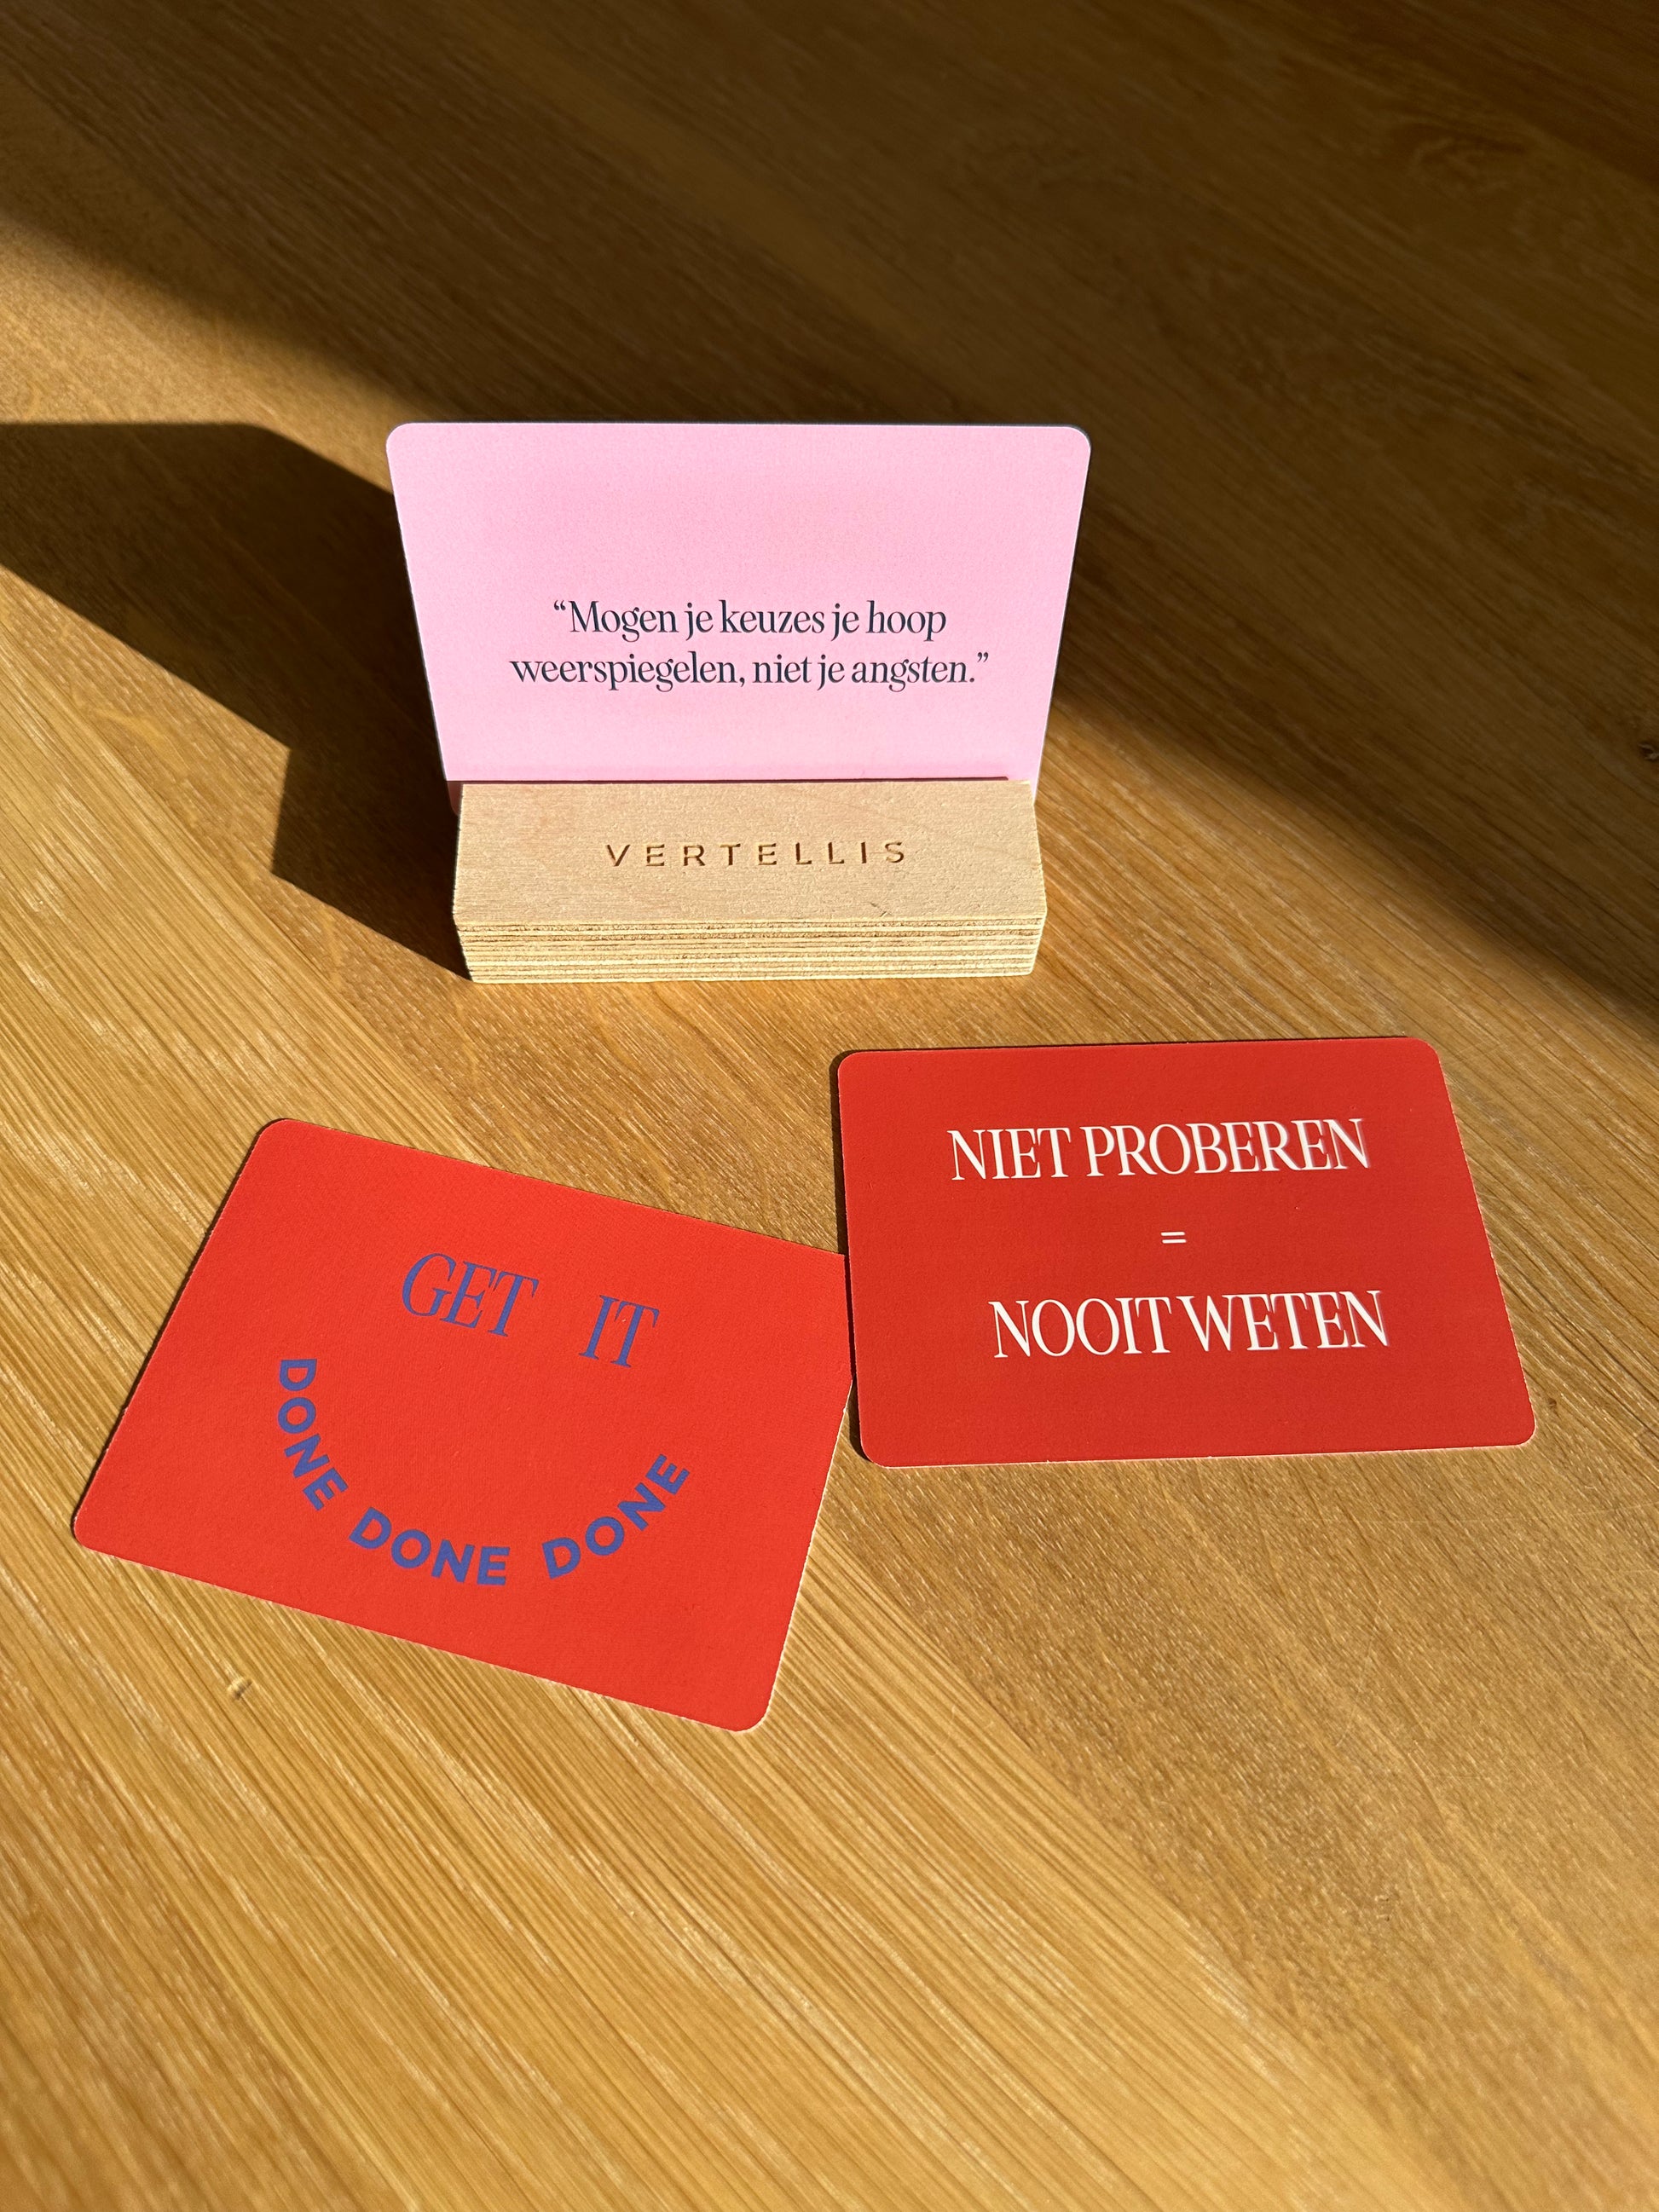 “Mogen je keuzes je hoop
weerspiegelen, niet je angsten.”
VERTELLIS
NIET PROBEREN
=
NOOIT WETEN
GET IT
DONE DONE DONE